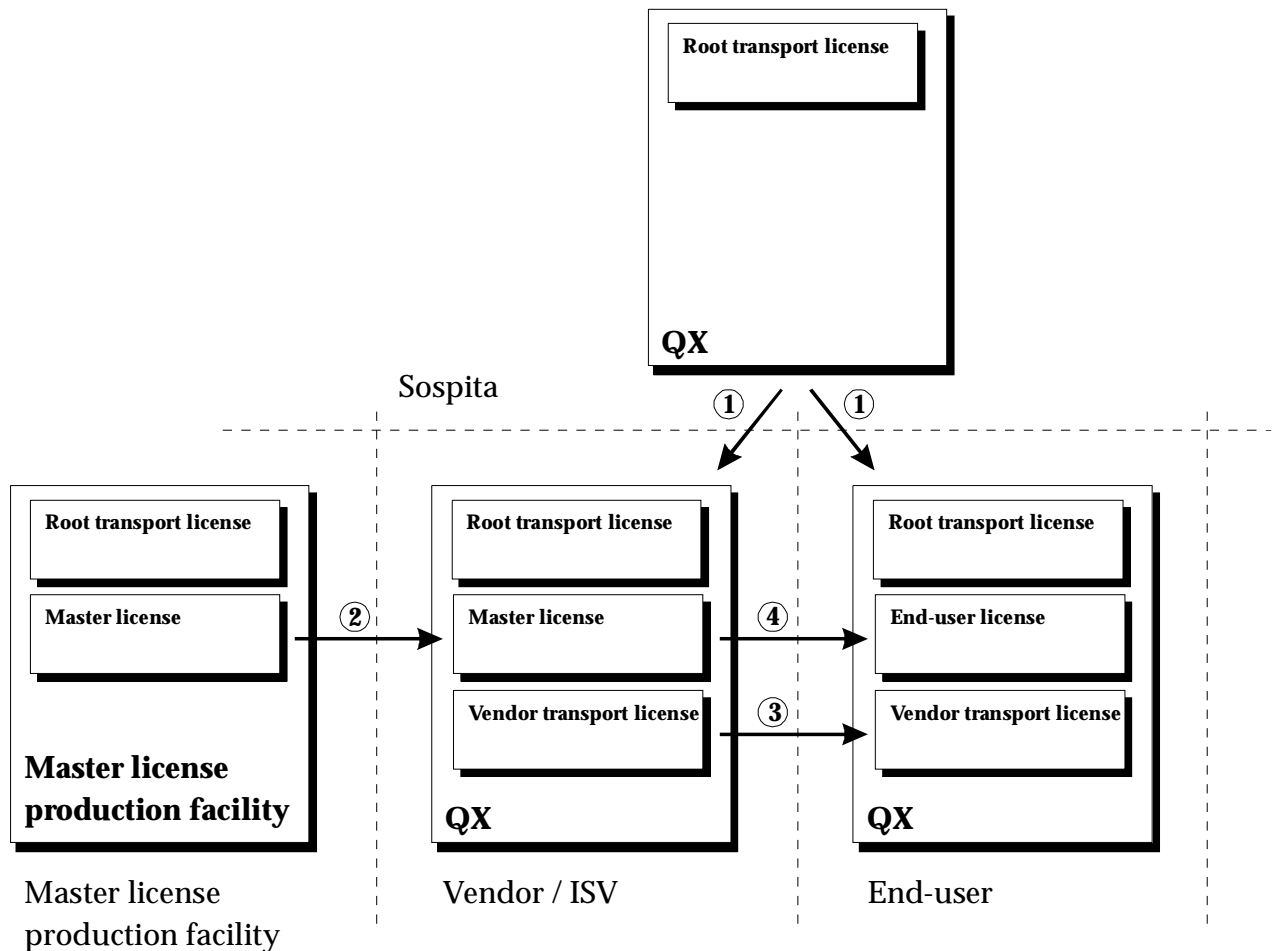 Root transport license
QX
Sospita
1
1
Root transport license
Master license
Master license
production facility
2
Root transport license
Master license
Vendor transport license
QX
4
3
Root transport license
End-user license
Vendor transport license
QX
Master license
production facility
Vendor / ISV
End-user